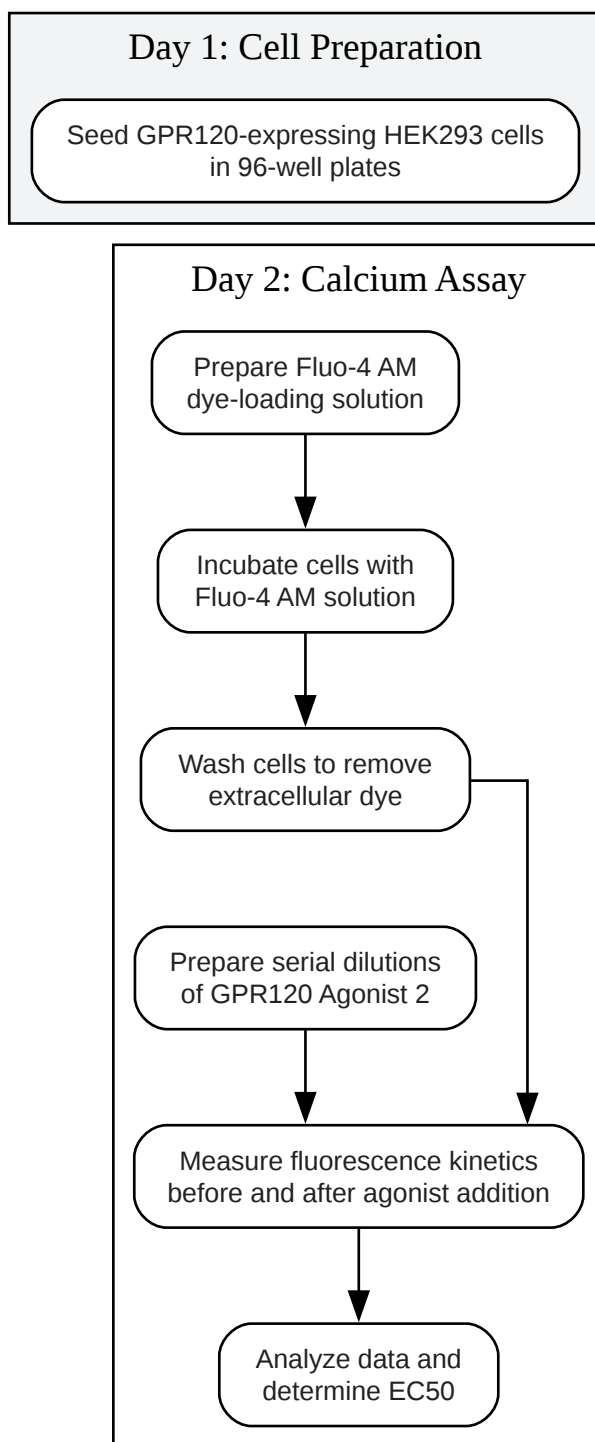 Day 1: Cell Preparation
Seed GPR120-expressing HEK293 cells
in 96-well plates
Day 2: Calcium Assay
Prepare Fluo-4 AM
dye-loading solution
Incubate cells with
Fluo-4 AM solution
Wash cells to remove
extracellular dye
Prepare serial dilutions
of GPR120 Agonist 2
Measure fluorescence kinetics
before and after agonist addition
Analyze data and
determine EC50